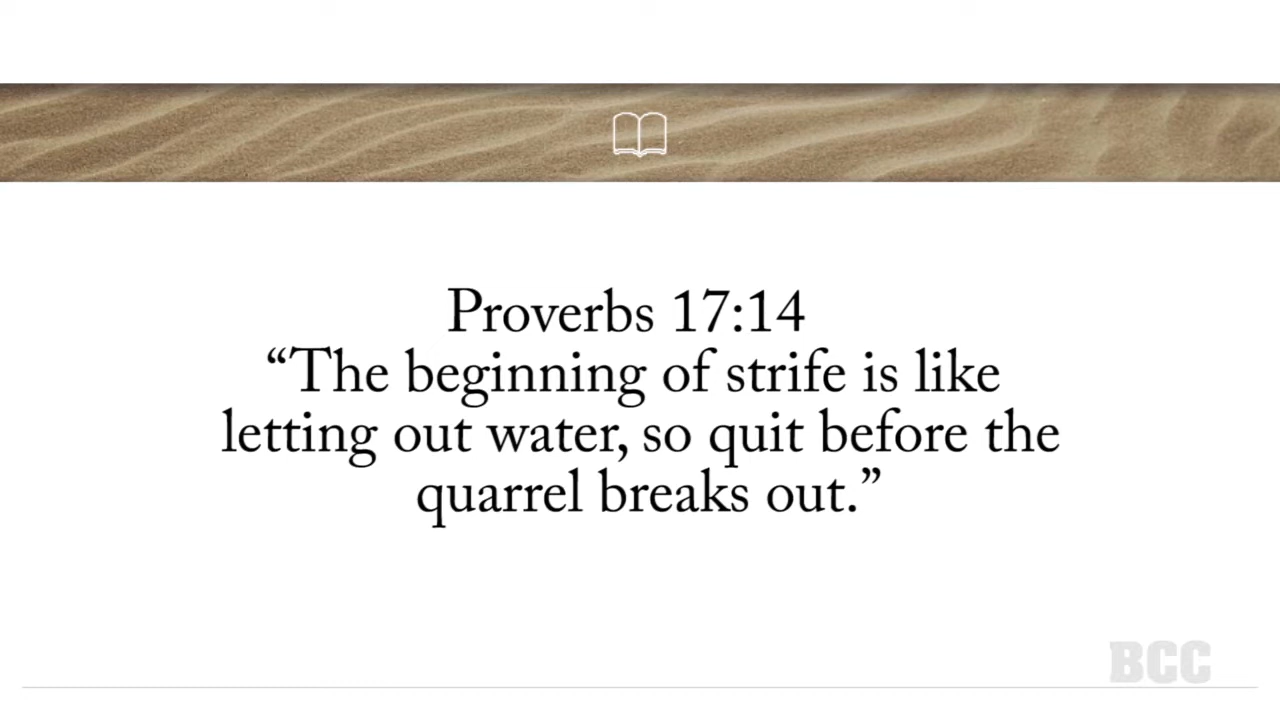 Proverbs 17:14
“The beginning of strife is like
letting out water, so quit before the
quarrel breaks out.”
BCC